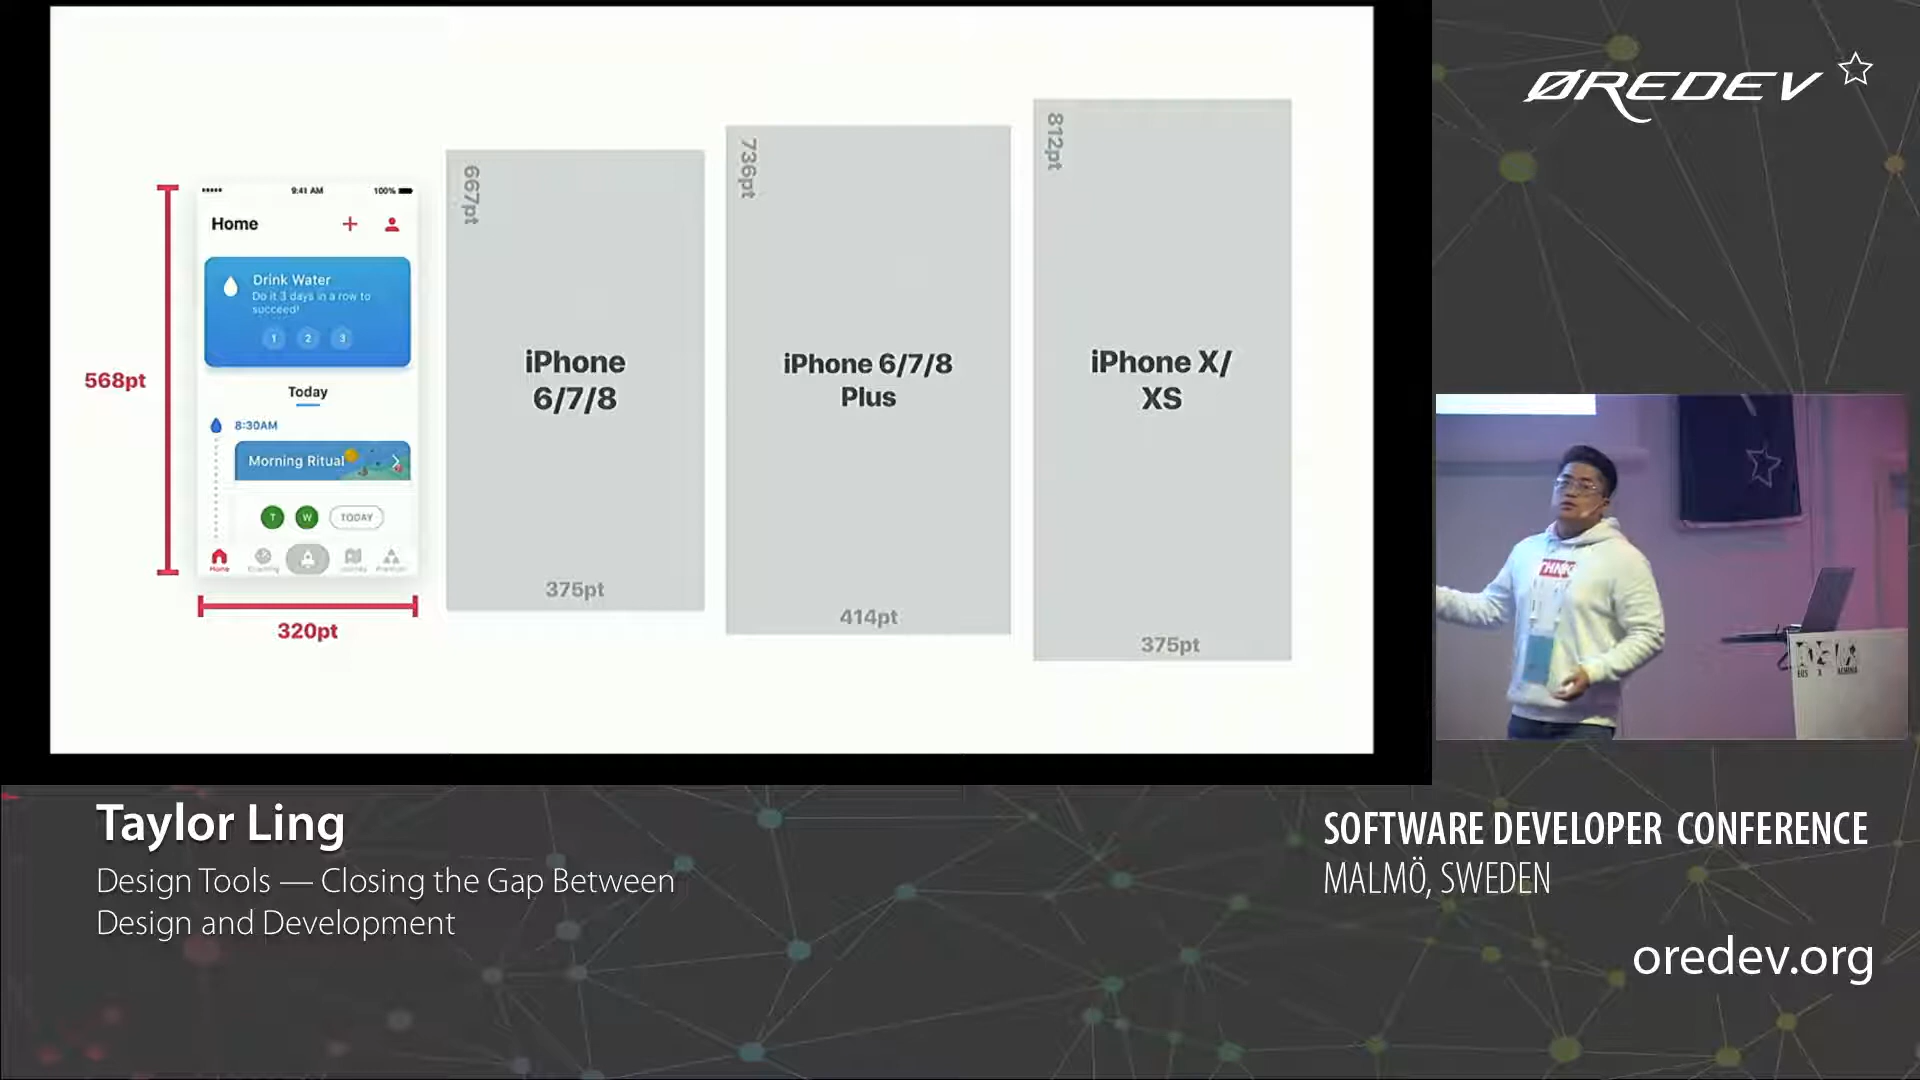 568pt
320pt
9:41 AM
100%
Home
Drink Water
Do it 3 days in a row to
succeed!
1 2 3
Today
8:30AM
Morning Ritual
T W TODAY
Home
667pt
iPhone
6/7/8
375pt
736pt
iPhone 6/7/8
Plus
414pt
812pt
iPhone X/
XS
375pt
ØREDEV
THINK
Taylor Ling
Design Tools — Closing the Gap Between
Design and Development
SOFTWARE DEVELOPER CONFERENCE
MALMÖ, SWEDEN
oredev.org